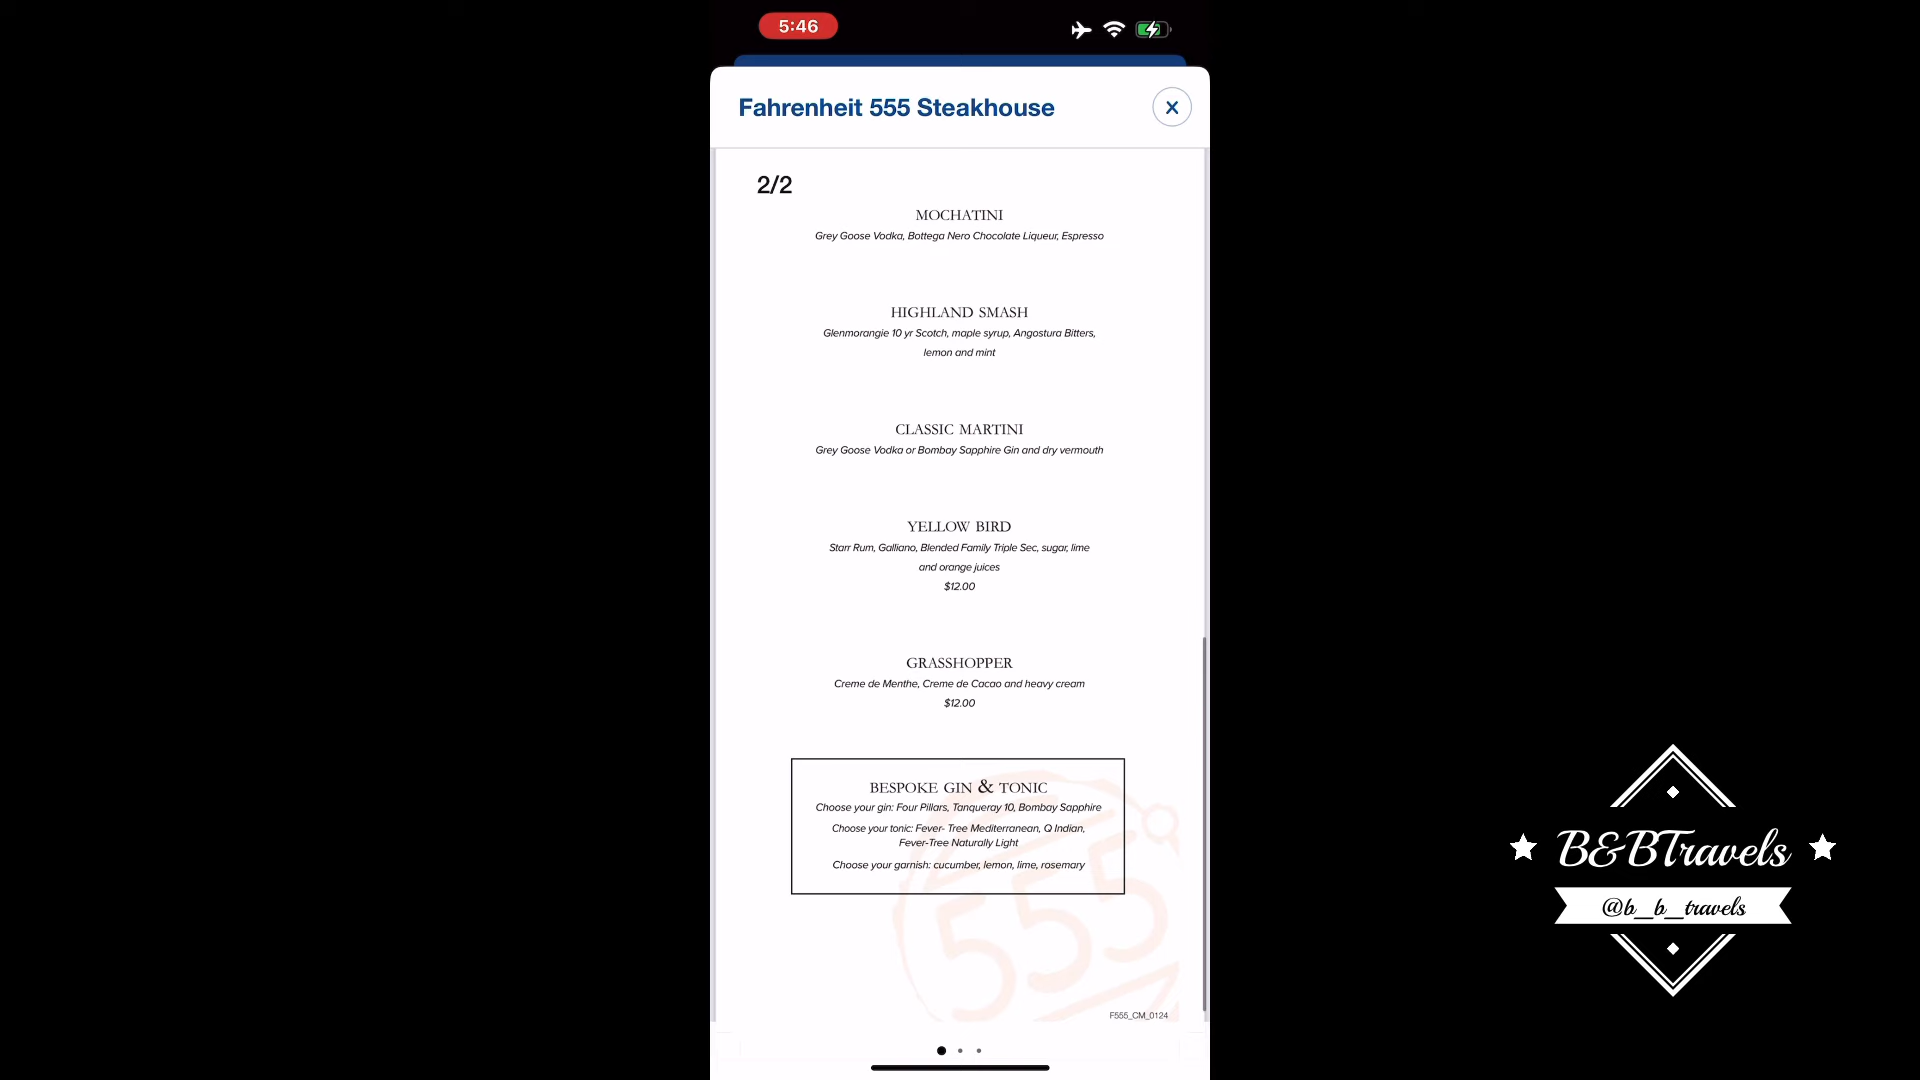 5:46
Fahrenheit 555 Steakhouse
2/2
MOCHATINI
Grey Goose Vodka, Bottega Nero Chocolate Liqueur, Espresso
HIGHLAND SMASH
Glenmorangie 10 yr Scotch, maple syrup, Angostura Bitters,
lemon and mint
CLASSIC MARTINI
Grey Goose Vodka or Bombay Sapphire Gin and dry vermouth
YELLOW BIRD
Starr Rum, Galliano, Blended Family Triple Sec, sugar, lime
and orange juices
$12.00
GRASSHOPPER
Creme de Menthe, Creme de Cacao and heavy cream
$12.00
BESPOKE GIN & TONIC
Choose your gin: Four Pillars, Tanqueray 10, Bombay Sapphire
Choose your tonic: Fever- Tree Mediterranean, Q Indian,
Fever-Tree Naturally Light
Choose your garnish: cucumber, lemon, lime, rosemary
555
F555_CM_0124
B&BTravels
@b_b_travels